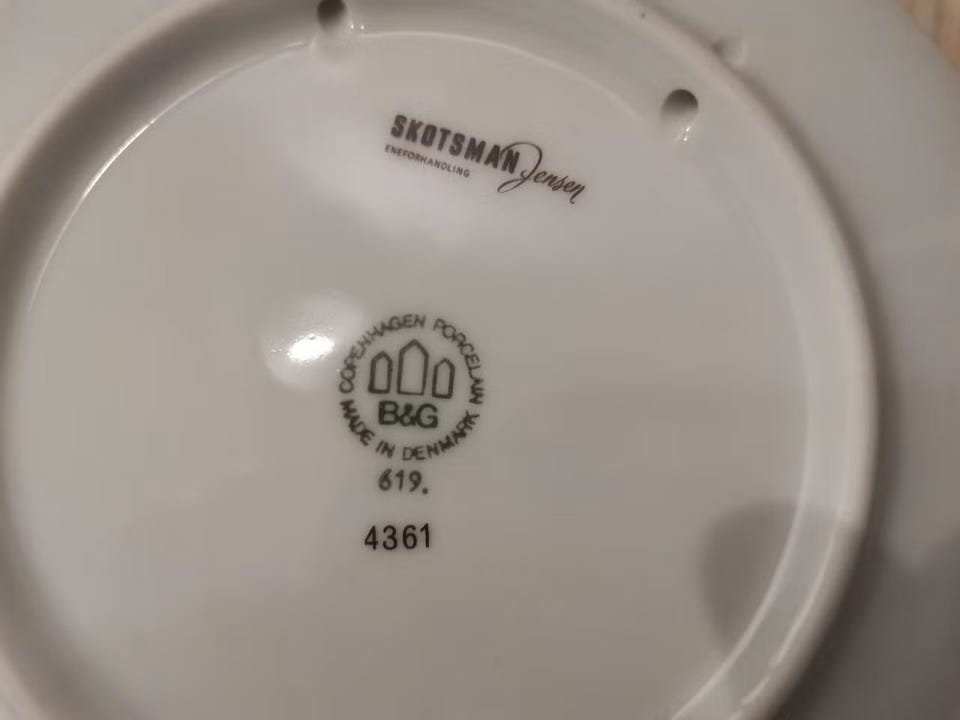 SKOTSMAN Jensen
ENEFORHANDLING
COPENHAGEN PORCELAIN
B&G
MADE IN DENMARK
619.
4361